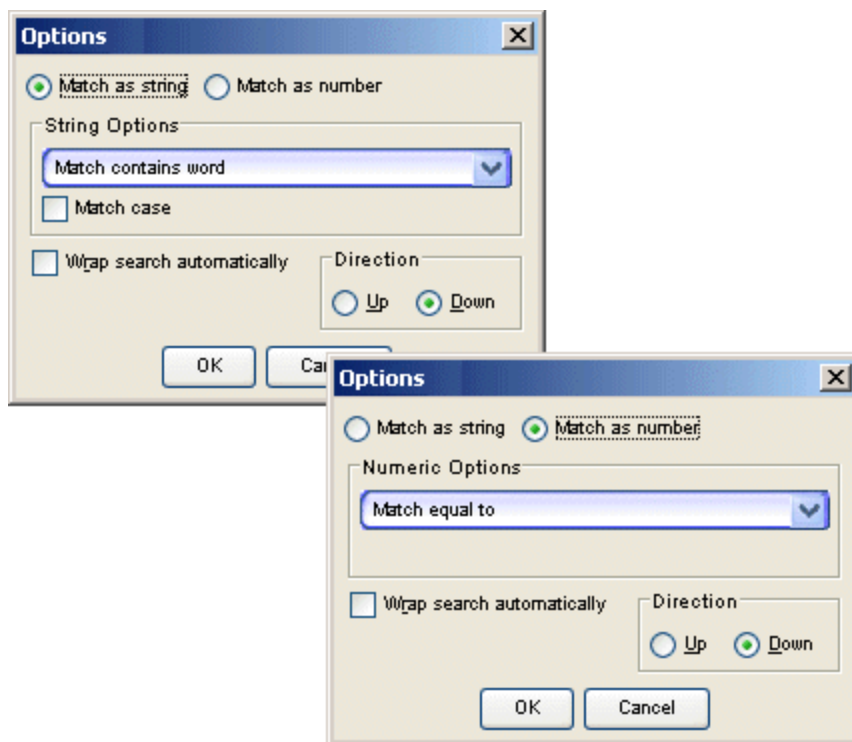 Options
Match as string Match as number
String Options
Match contains word
Match case
Wrap search automatically
Direction
Up Down
OK Ca
Options
Match as string Match as number
Numeric Options
Match equal to
Wrap search automatically
Direction
Up Down
OK Cancel